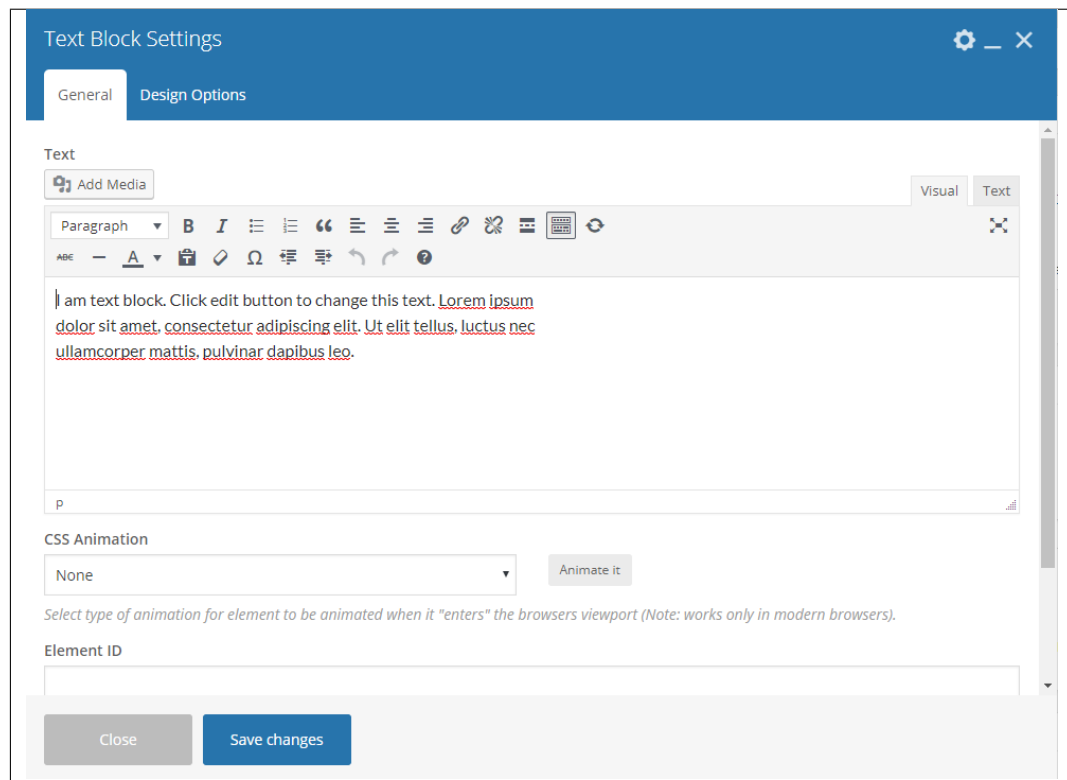 Text Block Settings
General Design Options
Text
Add Media
Visual Text
Paragraph B I
ABC A T Ω
I am text block. Click edit button to change this text. Lorem ipsum
dolor sit amet, consectetur adipiscing elit. Ut elit tellus, luctus nec
ullamcorper mattis, pulvinar dapibus leo.
p
CSS Animation
None Animate it
Select type of animation for element to be animated when it "enters" the browsers viewport (Note: works only in modern browsers).
Element ID
Close Save changes